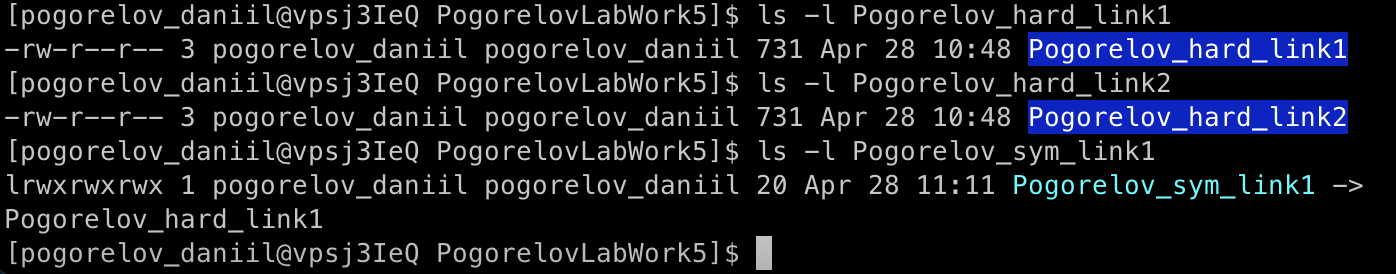 [pogorelov_daniil@vpsj3IeQ PogorelovLabWork5]$ ls -l Pogorelov_hard_link1
-rw-r--r-- 3 pogorelov_daniil pogorelov_daniil 731 Apr 28 10:48 Pogorelov_hard_link1
[pogorelov_daniil@vpsj3IeQ PogorelovLabWork5]$ ls -l Pogorelov_hard_link2
-rw-r--r-- 3 pogorelov_daniil pogorelov_daniil 731 Apr 28 10:48 Pogorelov_hard_link2
[pogorelov_daniil@vpsj3IeQ PogorelovLabWork5]$ ls -l Pogorelov_sym_link1
lrwxrwxrwx 1 pogorelov_daniil pogorelov_daniil 20 Apr 28 11:11 Pogorelov_sym_link1 ->
Pogorelov_hard_link1
[pogorelov_daniil@vpsj3IeQ PogorelovLabWork5]$